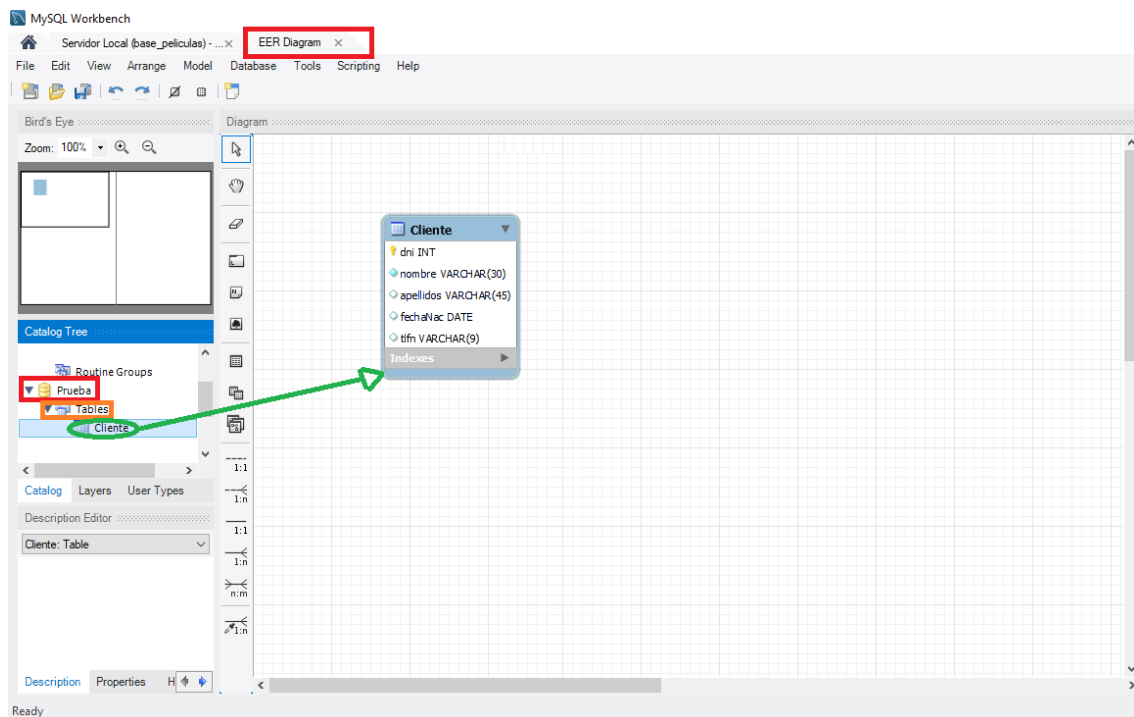 MySQL Workbench
Servidor Local (base_peliculas) - ...×
EER Diagram ×
File Edit View Arrange Model Database Tools Scripting Help
Bird's Eye
Diagram
Zoom: 100%
Catalog Tree
Routine Groups
Prueba
Tables
Cliente
Catalog Layers User Types
Description Editor
Cliente: Table
Description Properties H
Ready
1:1
1:n
1:1
1:n
n:m
1:n
Cliente
dni INT
nombre VARCHAR(30)
apellidos VARCHAR(45)
fechaNac DATE
tlfn VARCHAR(9)
Indexes